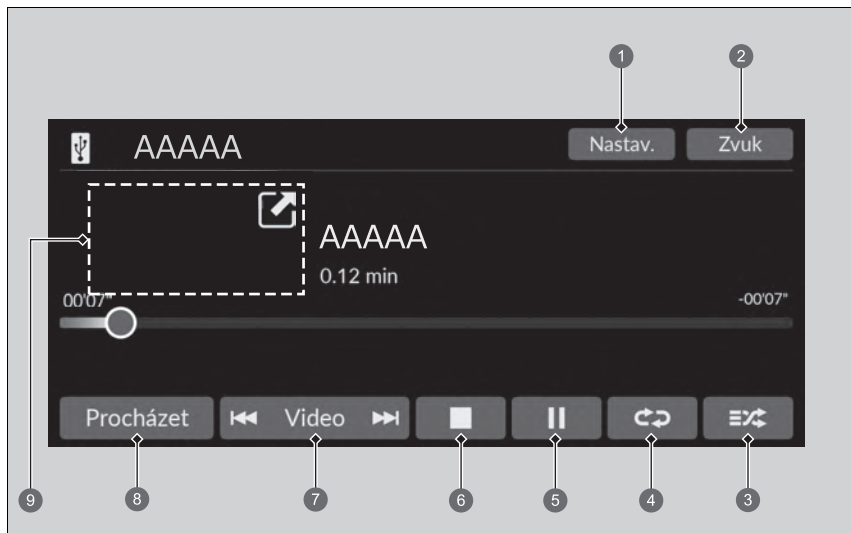 1 2
AAAAA Nastav. Zvuk
AAAAA
0.12 min
00'07" -00'07"
Procházet Video
9 8 7 6 5 4 3